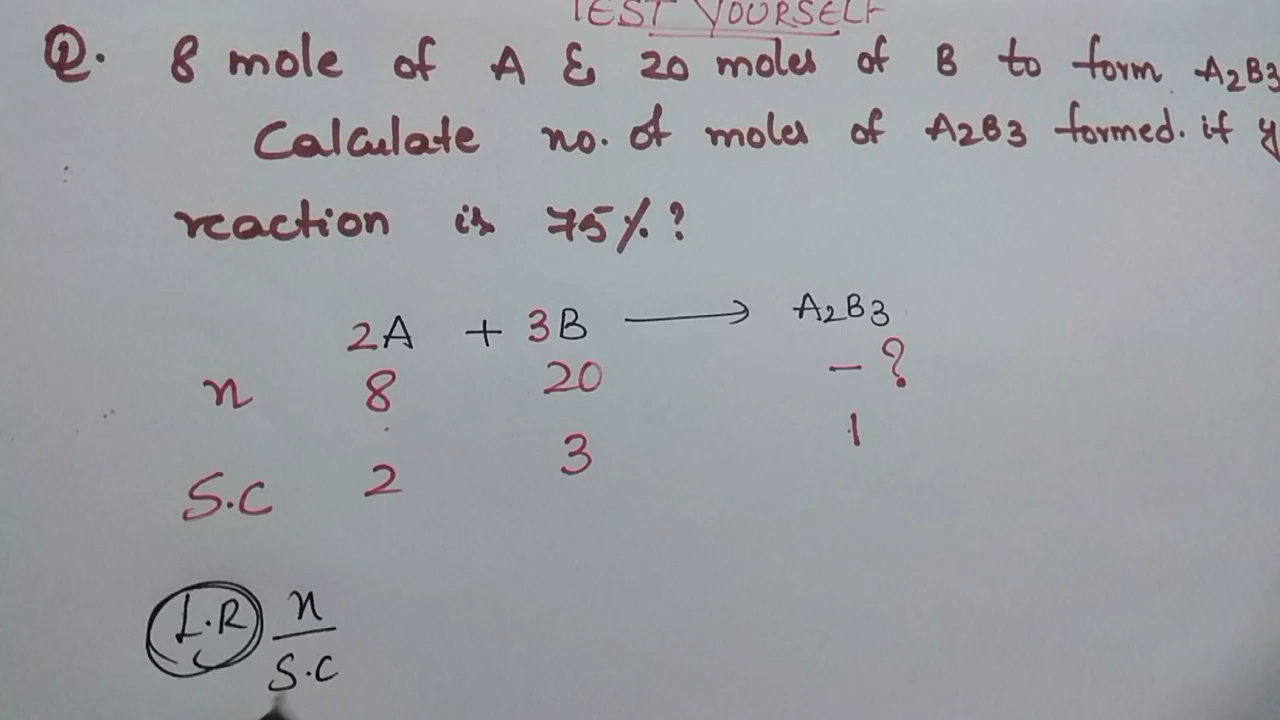 TEST YOURSELF
Q. 8 mole of A & 20 moles of B to form A2B3
Calculate no. of moles of A2B3 formed. if
reaction is 75%?
2A + 3B ⟶ A2B3
n 8 20 – ?
S.C 2 3 1
L.R n
S.C